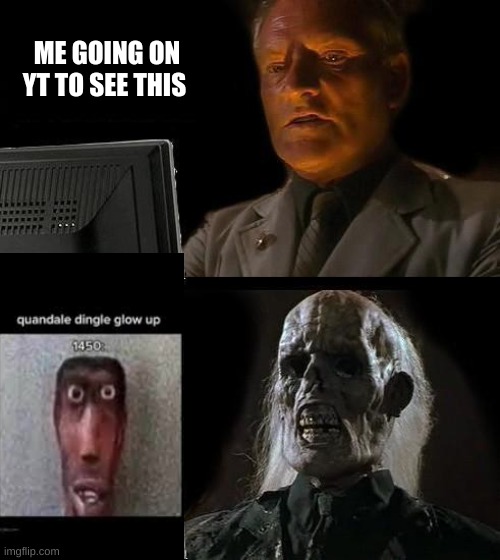 ME GOING ON
YT TO SEE THIS
quandale dingle glow up
1450:
imgflip.com